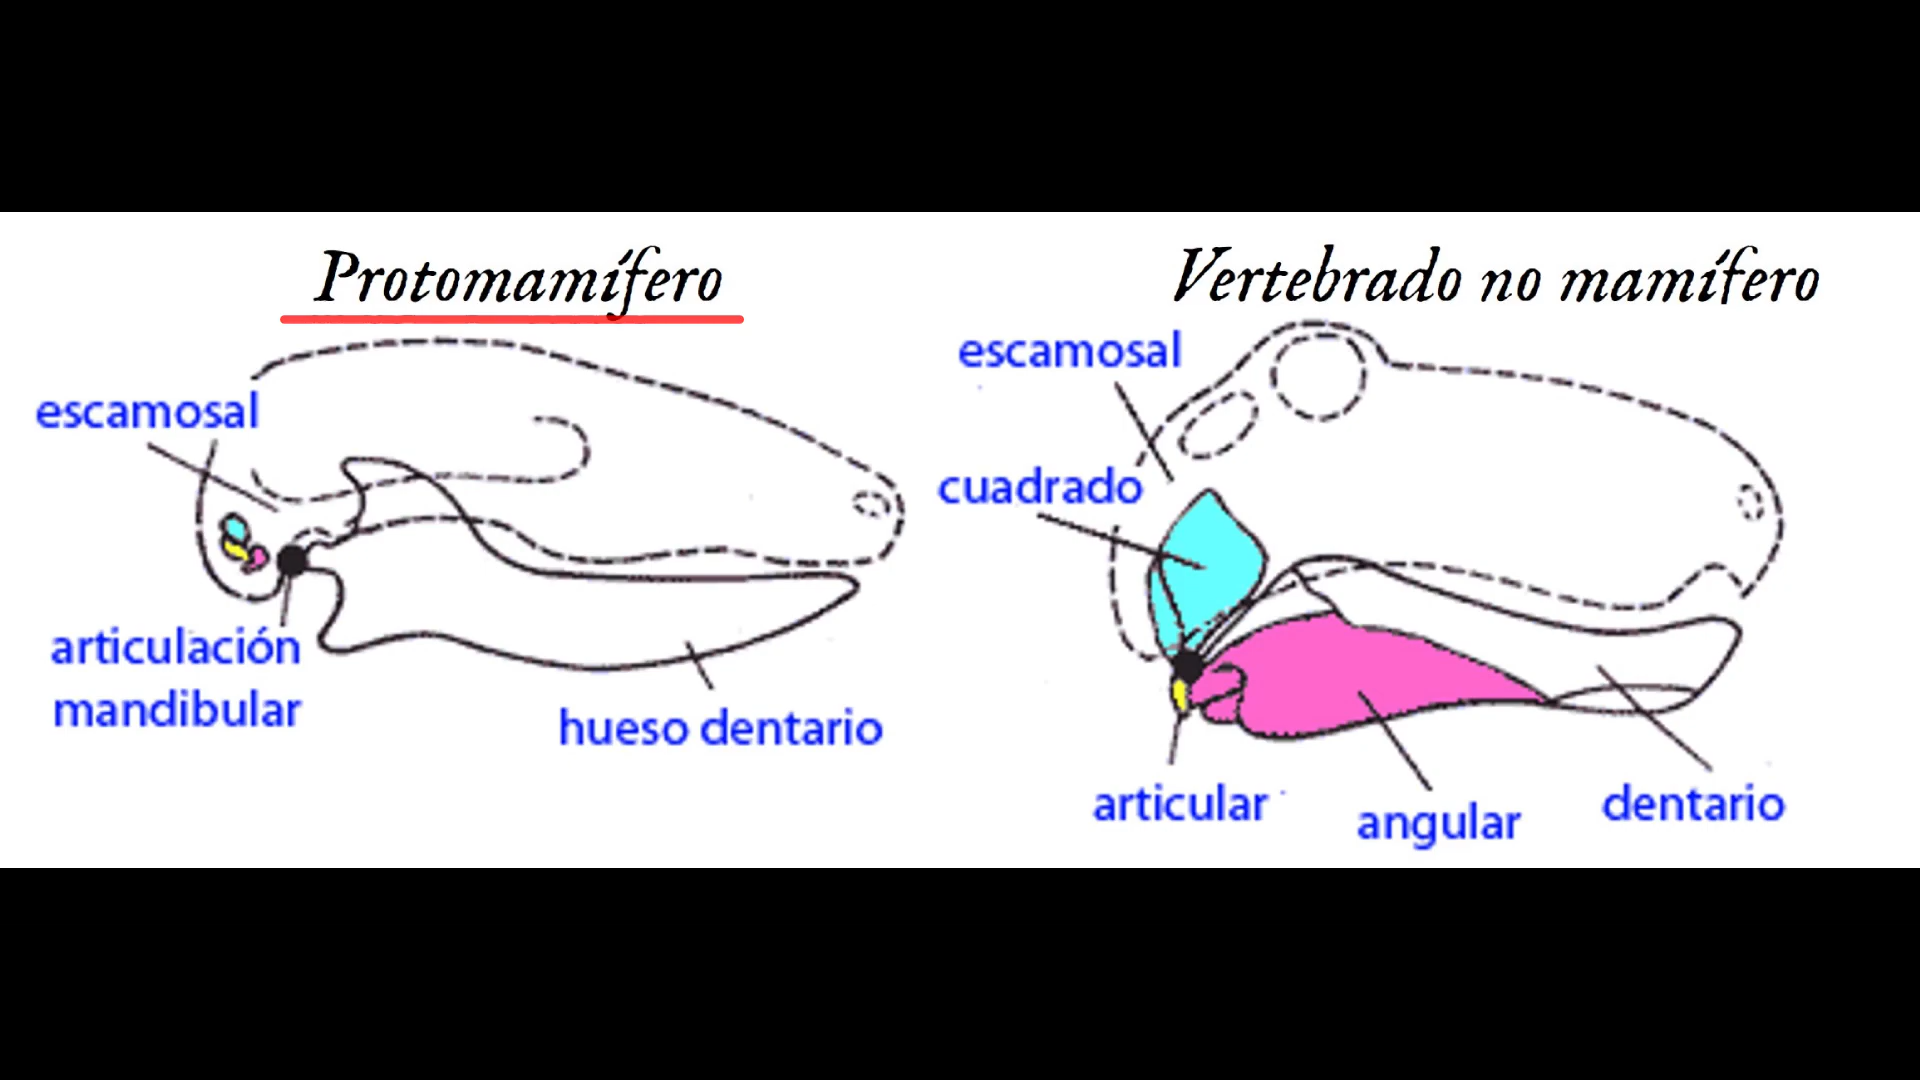 Protomamífero
escamosal
articulación
mandibular
hueso dentario
Vertebrado no mamífero
escamosal
cuadrado
articular
angular
dentario